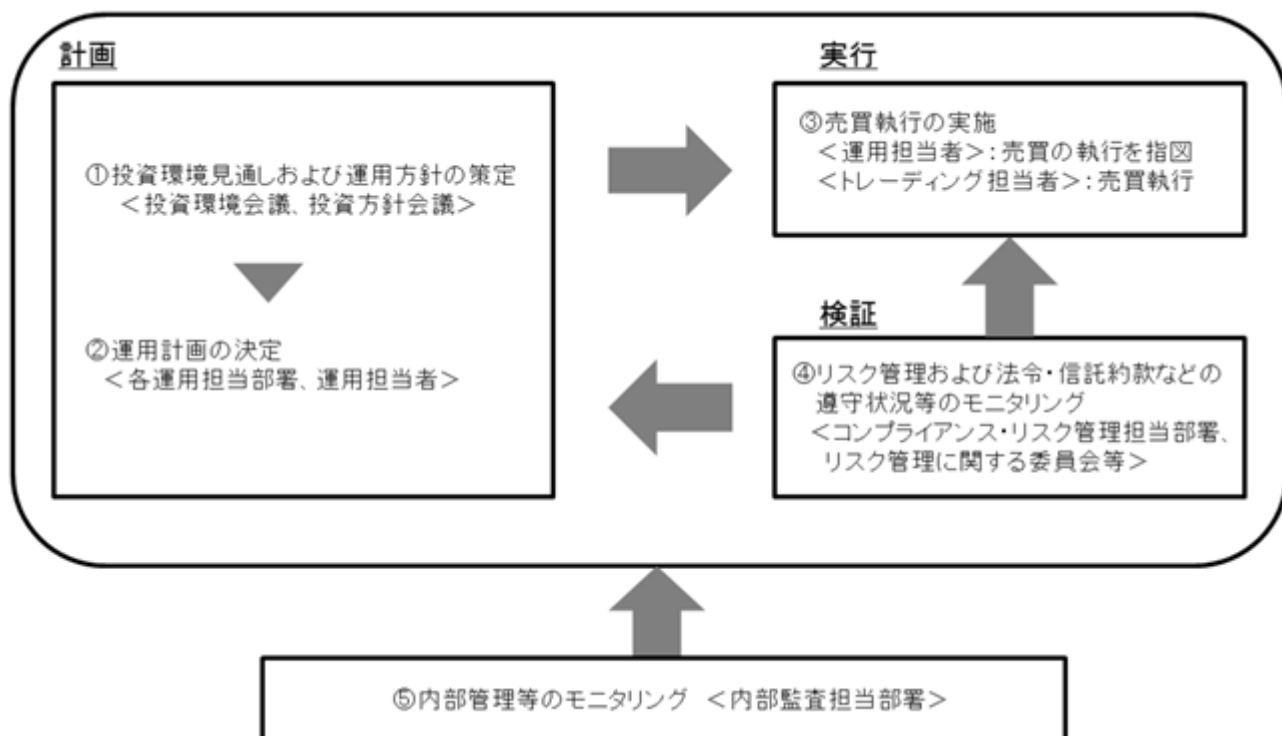 計画
①投資環境見通しおよび運用方針の策定
<投資環境会議、投資方針会議>
②運用計画の決定
<各運用担当部署、運用担当者>
実行
③売買執行の実施
<運用担当者>:売買の執行を指図
<トレーディング担当者>:売買執行
検証
④リスク管理および法令・信託約款などの
遵守状況等のモニタリング
<コンプライアンス・リスク管理担当部署、
リスク管理に関する委員会等>
⑤内部管理等のモニタリング <内部監査担当部署>